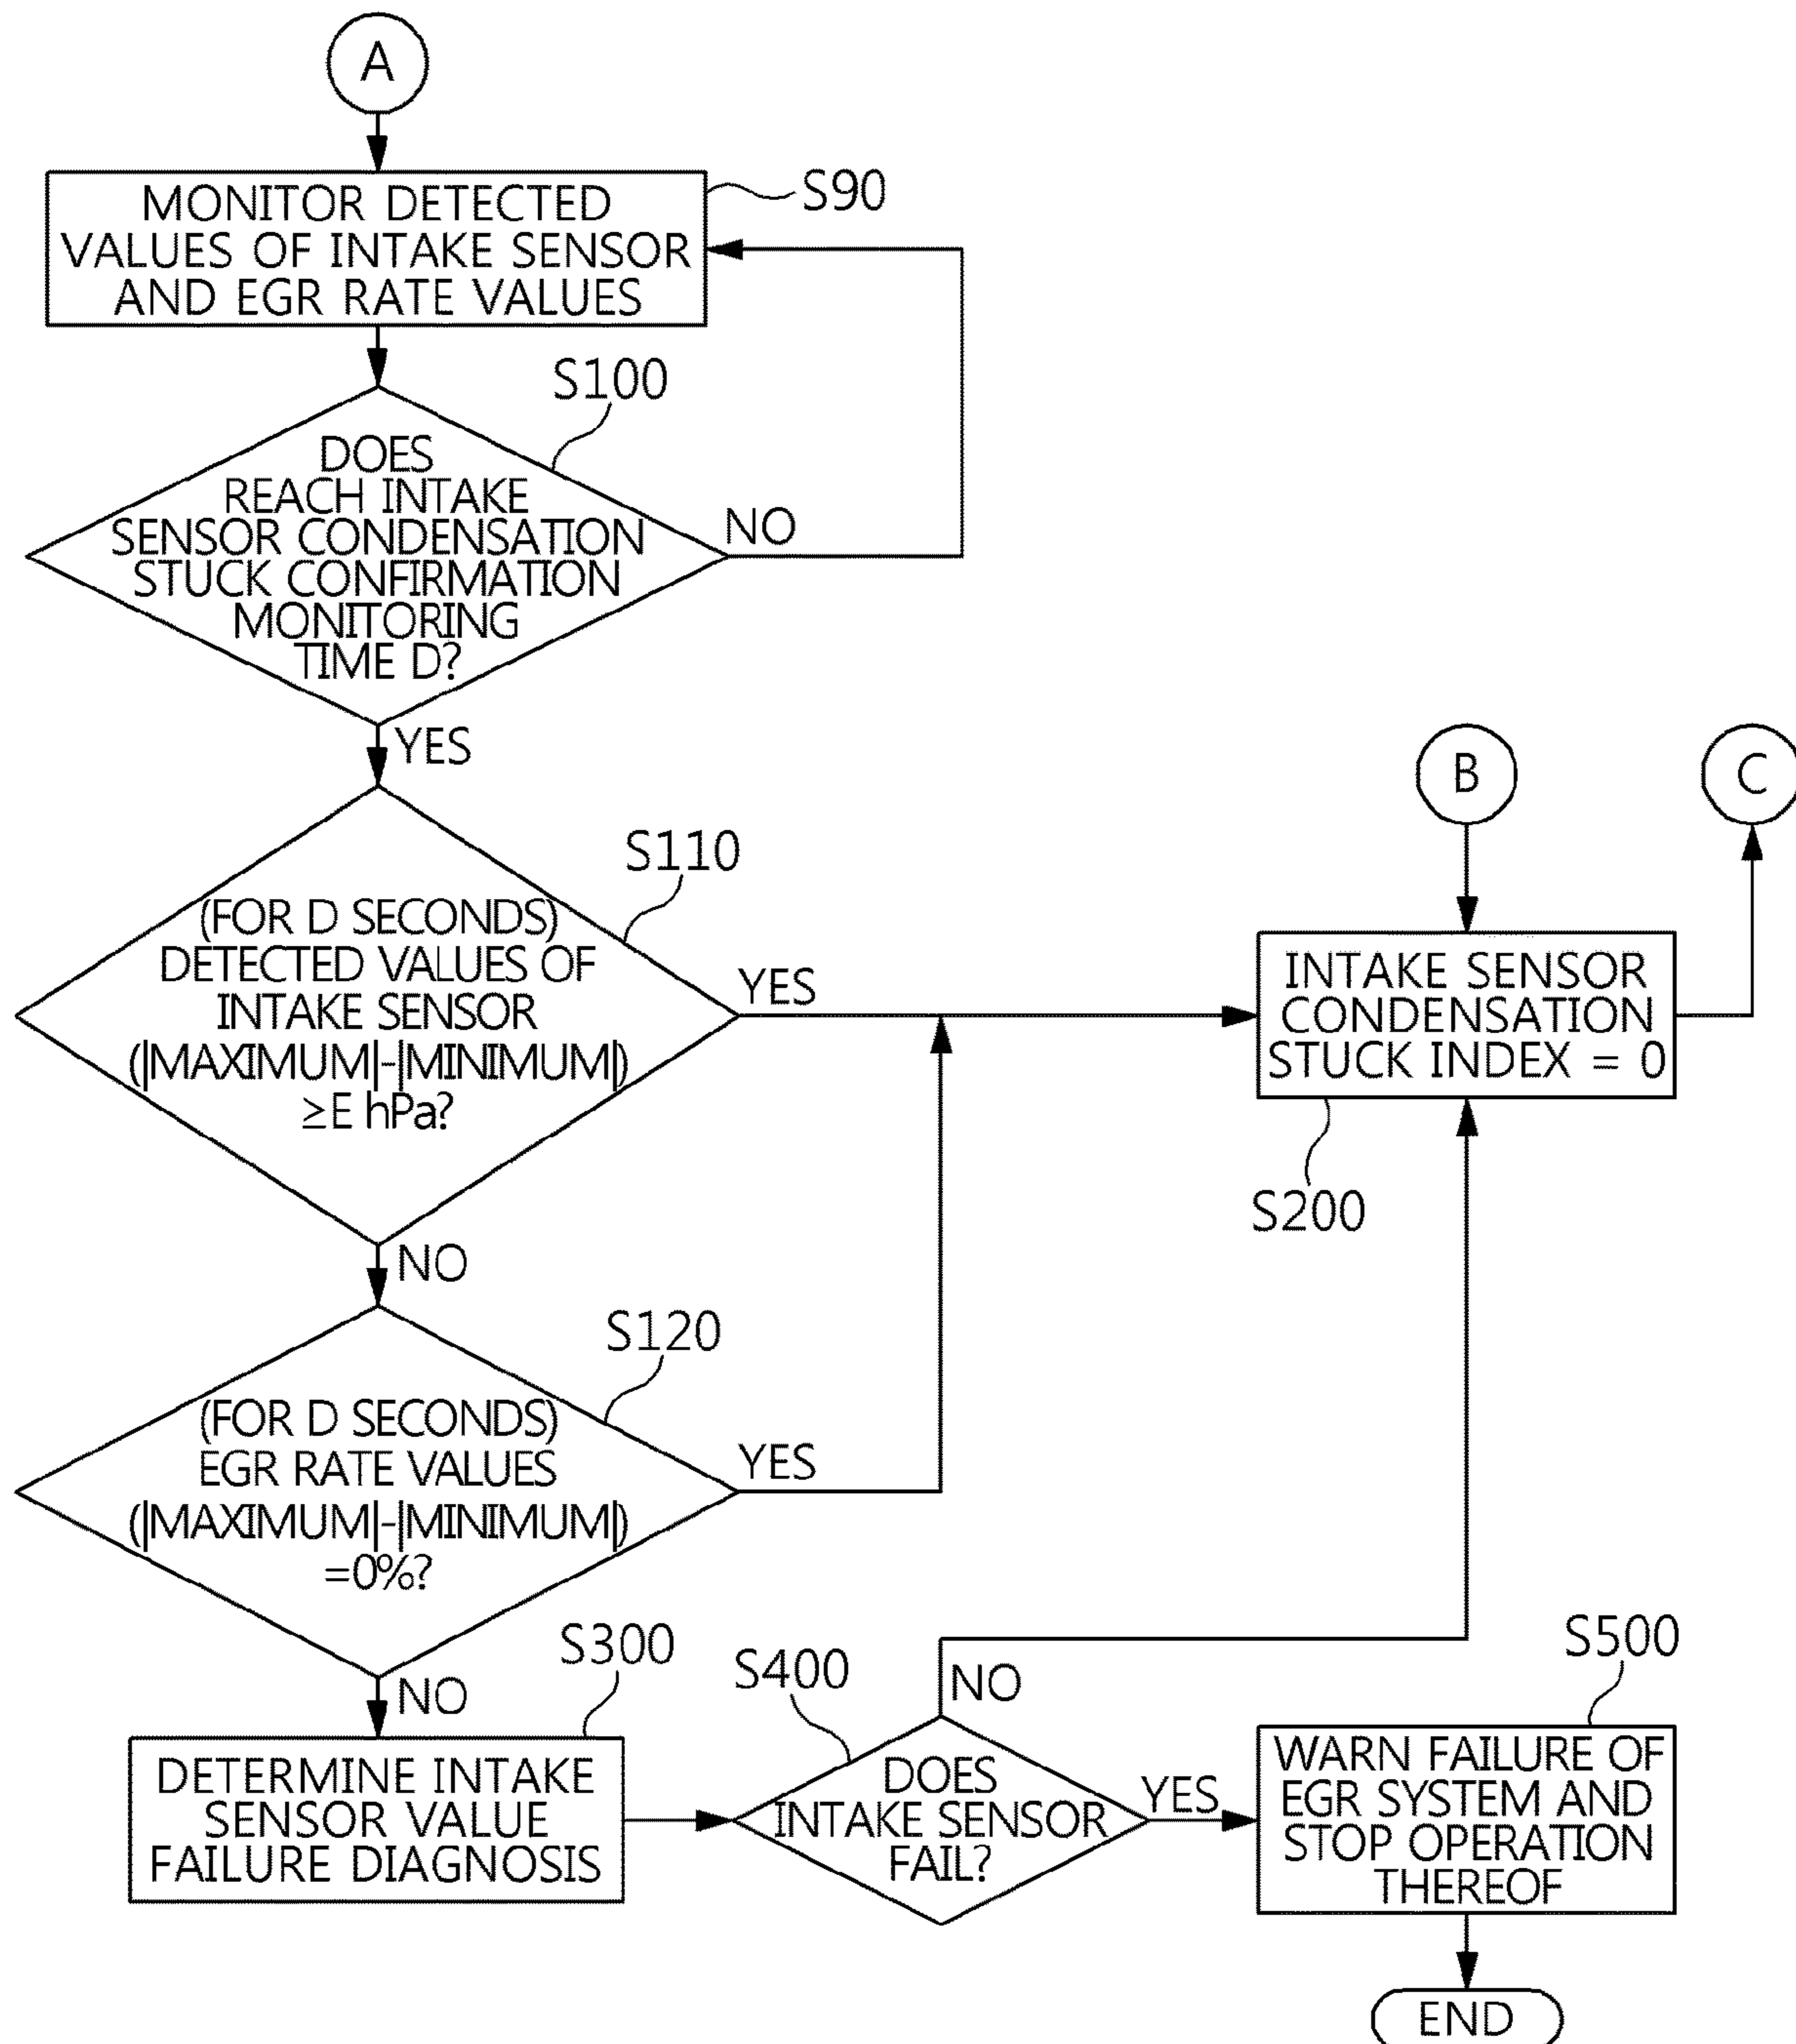 A
MONITOR DETECTED
VALUES OF INTAKE SENSOR
AND EGR RATE VALUES
S90
S100
DOES
REACH INTAKE
SENSOR CONDENSATION
STUCK CONFIRMATION
MONITORING
TIME D?
NO
YES
S110
(FOR D SECONDS)
DETECTED VALUES OF
INTAKE SENSOR
(|MAXIMUM|-|MINIMUM|)
≥E hPa?
YES
NO
B
C
INTAKE SENSOR
CONDENSATION
STUCK INDEX = 0
S200
S120
(FOR D SECONDS)
EGR RATE VALUES
(|MAXIMUM|-|MINIMUM|)
=0%?
YES
NO
S300
DETERMINE INTAKE
SENSOR VALUE
FAILURE DIAGNOSIS
S400
NO
DOES
INTAKE SENSOR
FAIL?
YES
S500
WARN FAILURE OF
EGR SYSTEM AND
STOP OPERATION
THEREOF
END